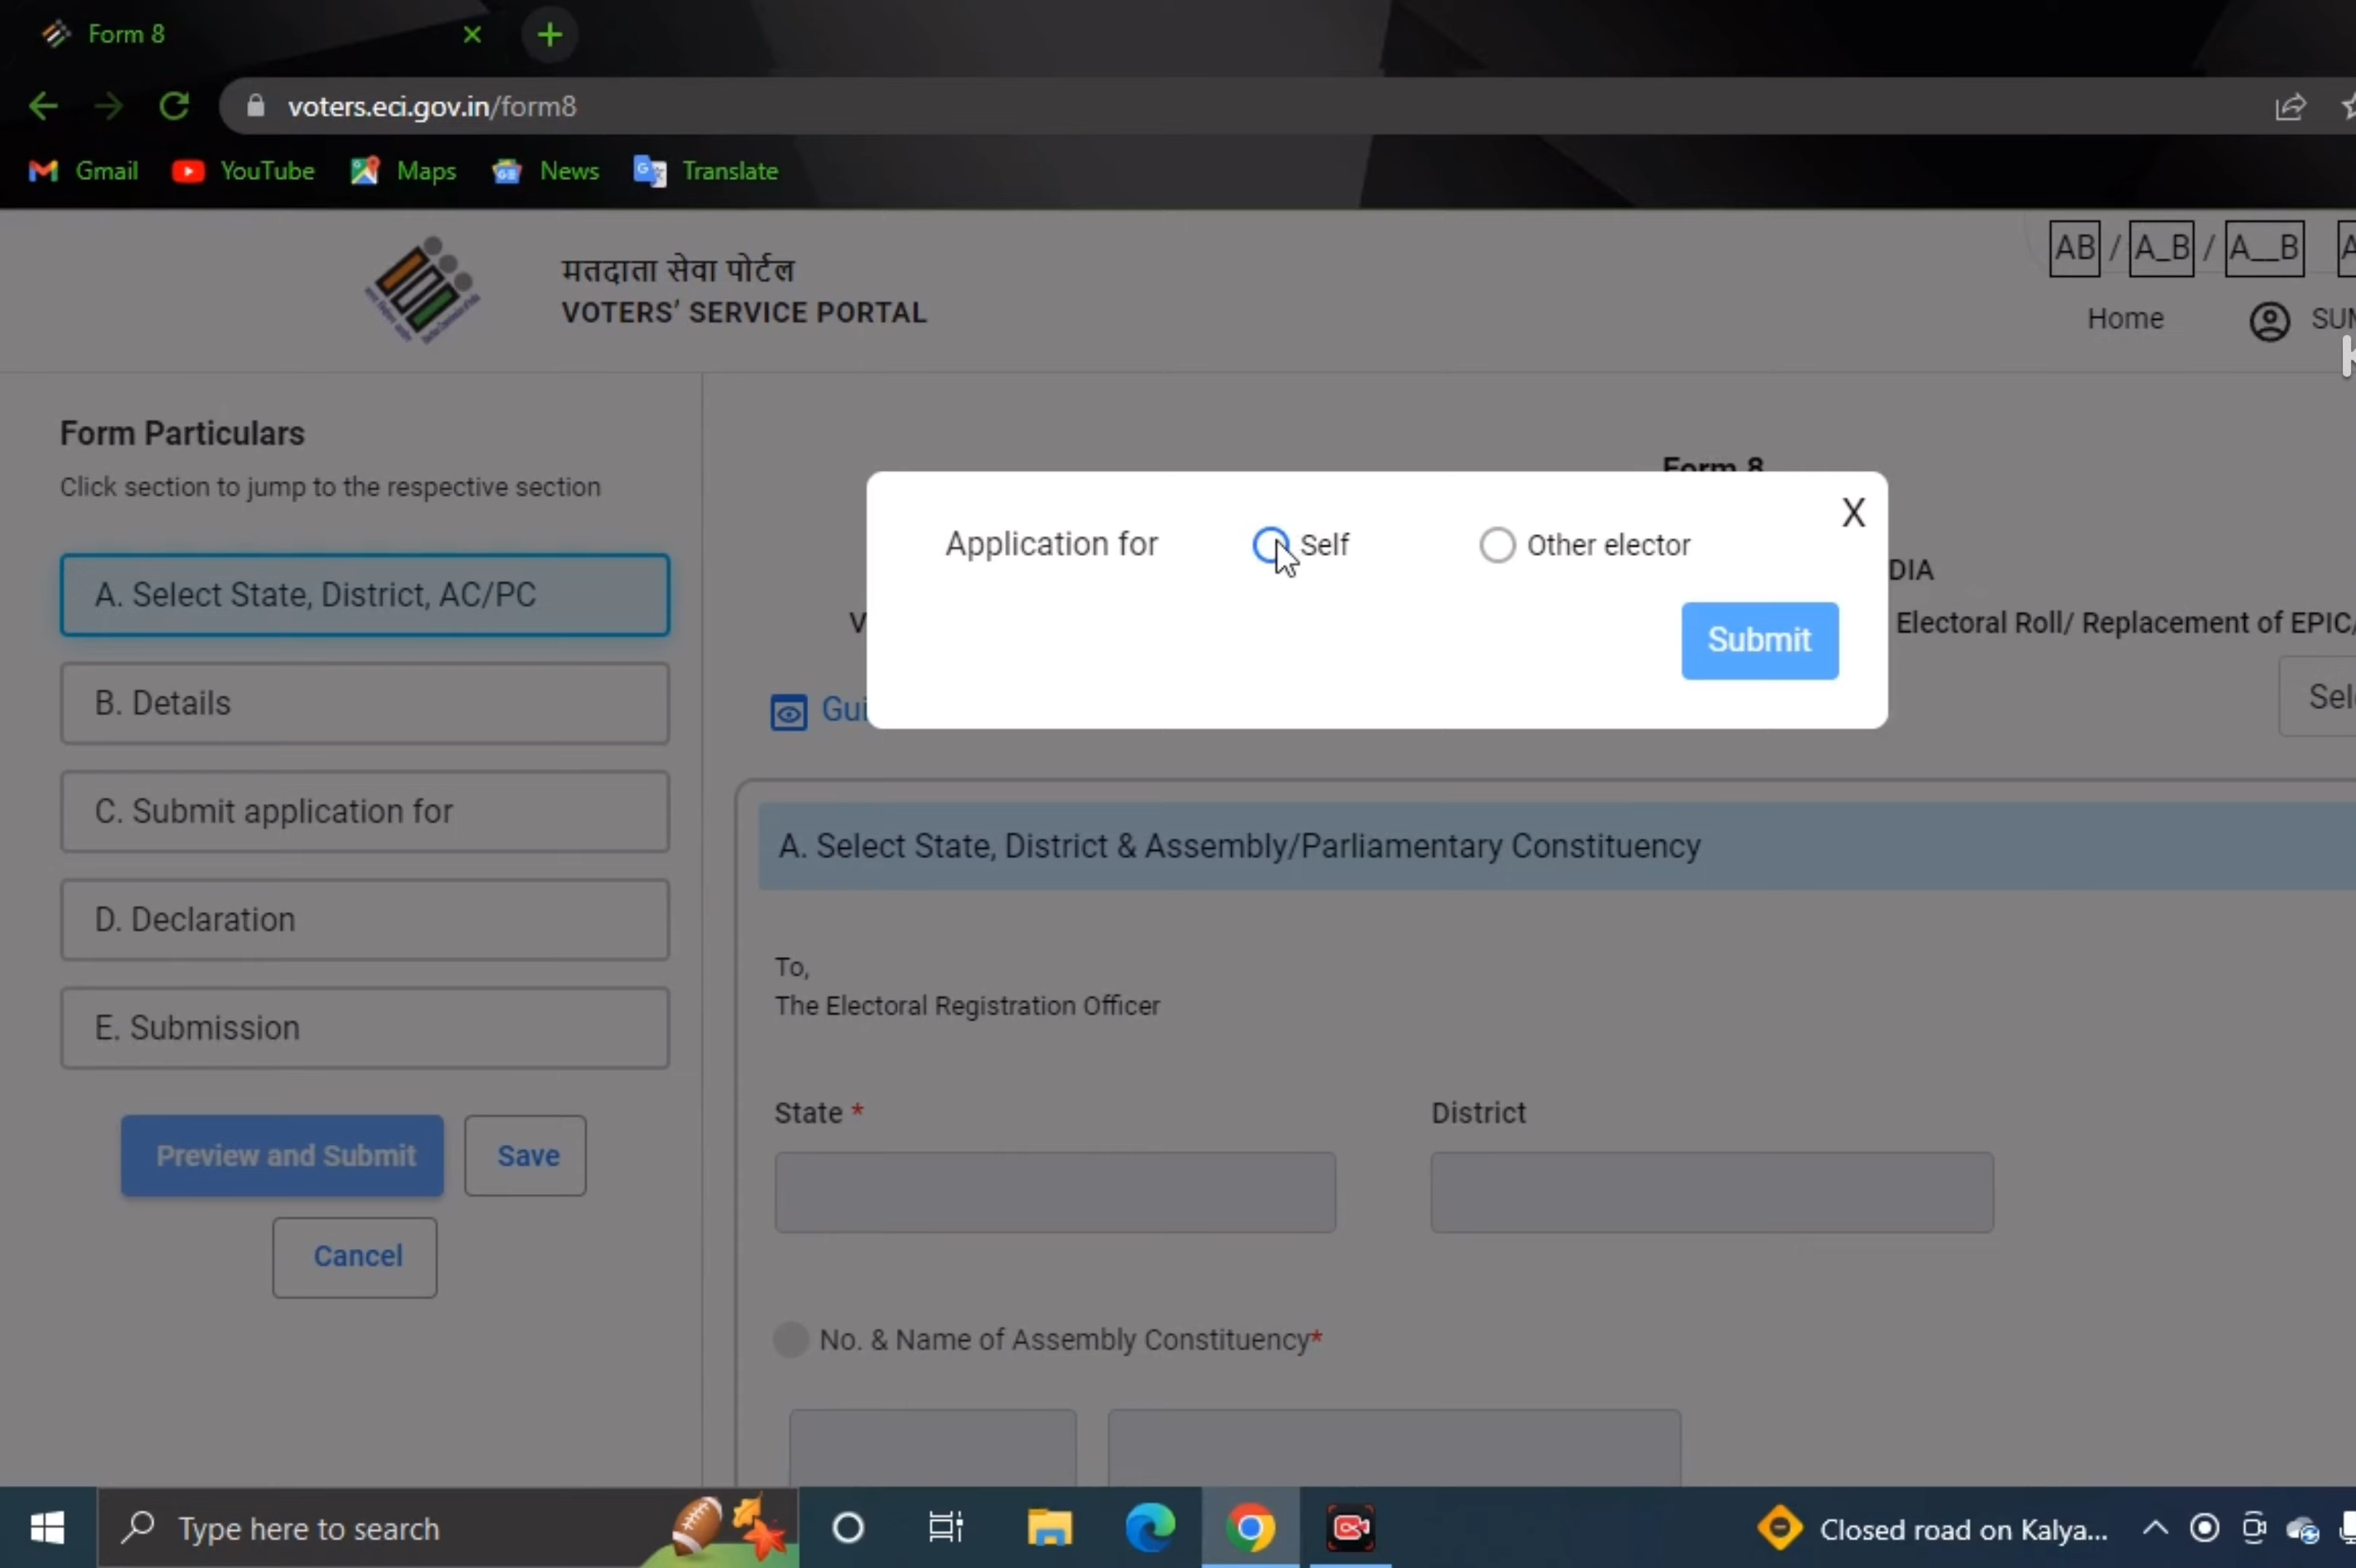 Form 8
voters.eci.gov.in/form8
Gmail YouTube Maps News Translate
AB / A_B / A__B
मतदाता सेवा पोर्टल
VOTERS' SERVICE PORTAL
Home
Form Particulars
Click section to jump to the respective section
A. Select State, District, AC/PC
B. Details
C. Submit application for
D. Declaration
E. Submission
Preview and Submit Save
Cancel
Form 8
X
Application for Self Other elector
Submit
Electoral Roll/ Replacement of EPIC/
A. Select State, District & Assembly/Parliamentary Constituency
To,
The Electoral Registration Officer
State * District
No. & Name of Assembly Constituency*
Type here to search
Closed road on Kalya...